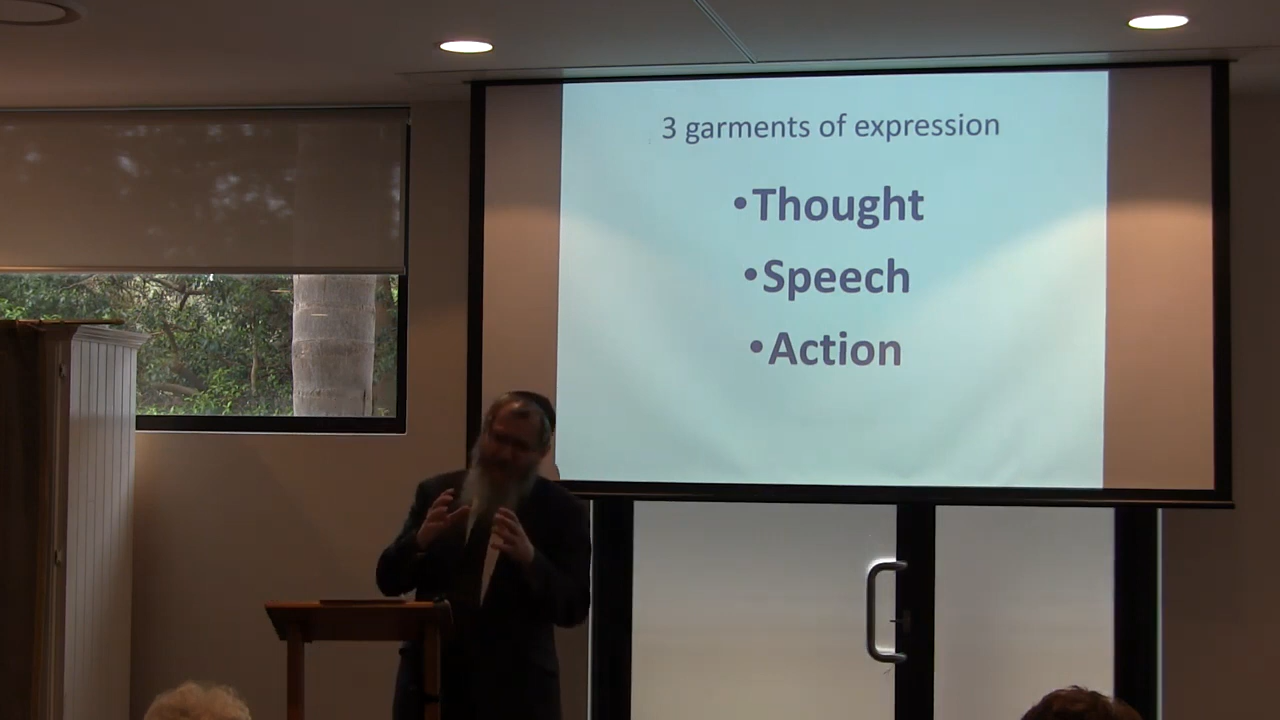 3 garments of expression
•Thought
•Speech
•Action